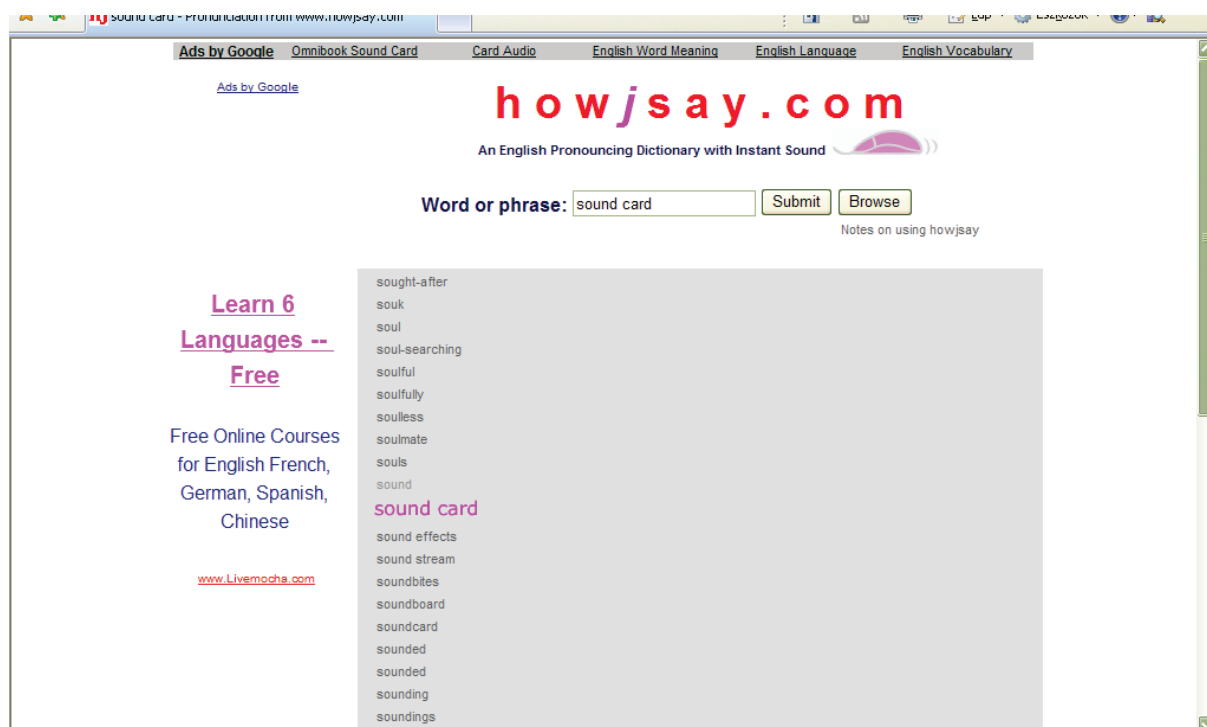 sound card - Pronunciation from www.howjsay.com
Lap Eszközök
Ads by Google Omnibook Sound Card Card Audio English Word Meaning English Language English Vocabulary
Ads by Google
howjsay.com
An English Pronouncing Dictionary with Instant Sound
Word or phrase: sound card Submit Browse
Notes on using howjsay
Learn 6
Languages --
Free
Free Online Courses
for English French,
German, Spanish,
Chinese
www.Livemocha.com
sought-after
souk
soul
soul-searching
soulful
soulfully
soulless
soulmate
souls
sound
sound card
sound effects
sound stream
soundbites
soundboard
soundcard
sounded
sounded
sounding
soundings